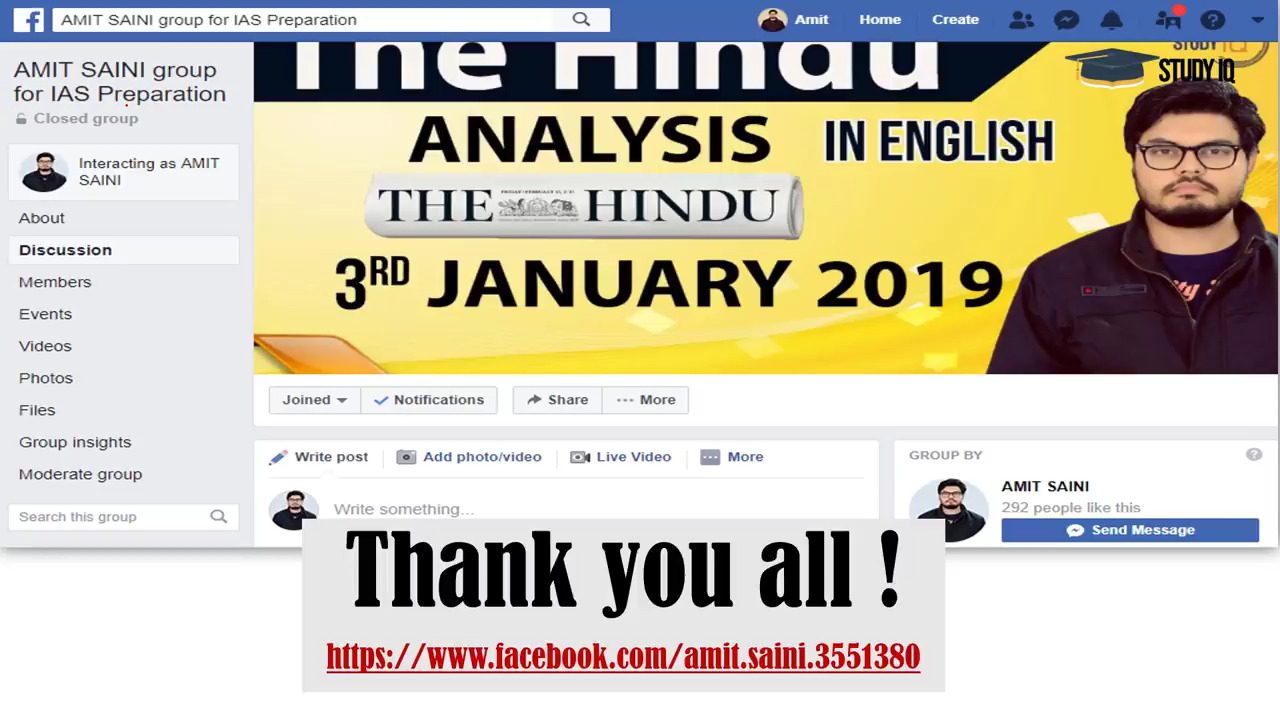 AMIT SAINI group for IAS Preparation
Amit
Home
Create
AMIT SAINI group
for IAS Preparation
Closed group
Interacting as AMIT
SAINI
About
Discussion
Members
Events
Videos
Photos
Files
Group insights
Moderate group
Search this group
The Hindu
STUDY IQ
STUDY IQ
ANALYSIS
IN ENGLISH
THE HINDU
3RD JANUARY 2019
Joined
Notifications
Share
More
Write post
Add photo/video
Live Video
More
Write something...
GROUP BY
AMIT SAINI
292 people like this
Send Message
Thank you all !
https://www.facebook.com/amit.saini.3551380